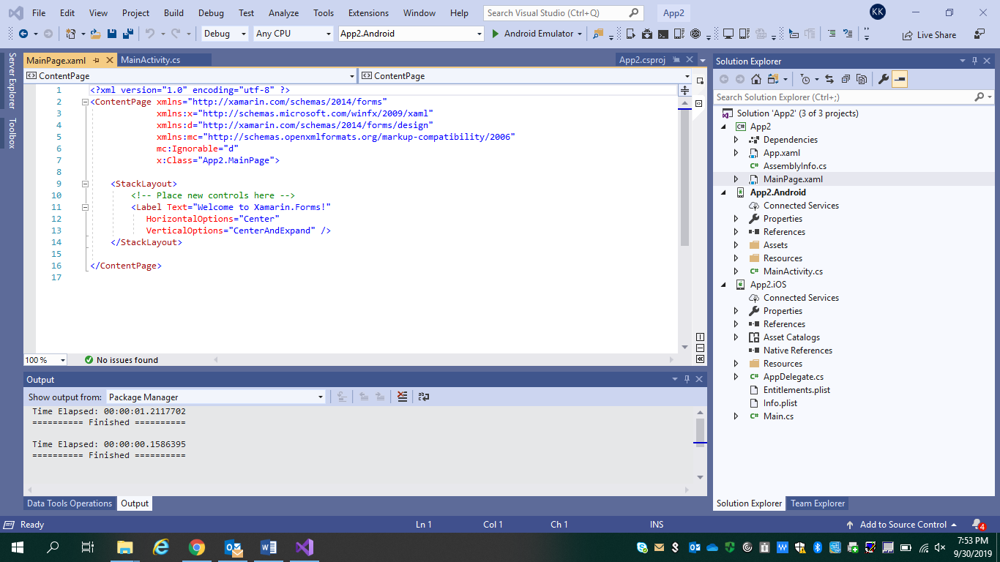 File Edit View Project Build Debug Test Analyze Tools Extensions Window Help Search Visual Studio (Ctrl+Q) App2 KK
Debug Any CPU App2.Android Android Emulator Live Share
Server Explorer
Toolbox
MainPage.xaml MainActivity.cs App2.csproj
ContentPage ContentPage
1 <?xml version="1.0" encoding="utf-8" ?>
2 <ContentPage xmlns="http://xamarin.com/schemas/2014/forms"
3 xmlns:x="http://schemas.microsoft.com/winfx/2009/xaml"
4 xmlns:d="http://xamarin.com/schemas/2014/forms/design"
5 xmlns:mc="http://schemas.openxmlformats.org/markup-compatibility/2006"
6 mc:Ignorable="d"
7 x:Class="App2.MainPage">
8
9 <StackLayout>
10 <!-- Place new controls here -->
11 <Label Text="Welcome to Xamarin.Forms!"
12 HorizontalOptions="Center"
13 VerticalOptions="CenterAndExpand" />
14 </StackLayout>
15
16 </ContentPage>
17
100 % No issues found
Output
Show output from: Package Manager
Time Elapsed: 00:00:01.2117702
========== Finished ==========
Time Elapsed: 00:00:00.1586395
========== Finished ==========
Data Tools Operations Output
Solution Explorer
Search Solution Explorer (Ctrl+;)
Solution 'App2' (3 of 3 projects)
C# App2
Dependencies
App.xaml
C# AssemblyInfo.cs
MainPage.xaml
App2.Android
Connected Services
Properties
References
Assets
Resources
C# MainActivity.cs
App2.iOS
Connected Services
Properties
References
Asset Catalogs
Native References
Resources
C# AppDelegate.cs
Entitlements.plist
Info.plist
C# Main.cs
Solution Explorer Team Explorer
Ready Ln 1 Col 1 Ch 1 INS Add to Source Control 4
7:53 PM
9/30/2019